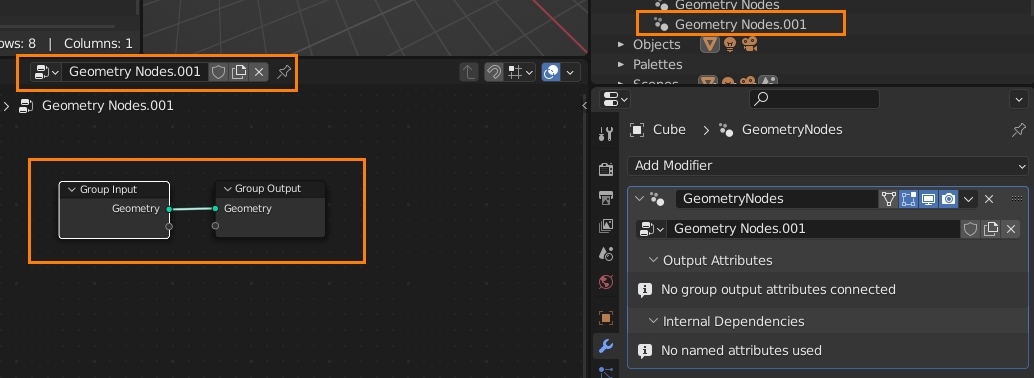 Geometry Nodes
Geometry Nodes.001
Objects
Palettes
Scenes
ows: 8 | Columns: 1
Geometry Nodes.001
Geometry Nodes.001
Group Input
Geometry
Group Output
Geometry
Cube > GeometryNodes
Add Modifier
GeometryNodes
Geometry Nodes.001
Output Attributes
No group output attributes connected
Internal Dependencies
No named attributes used